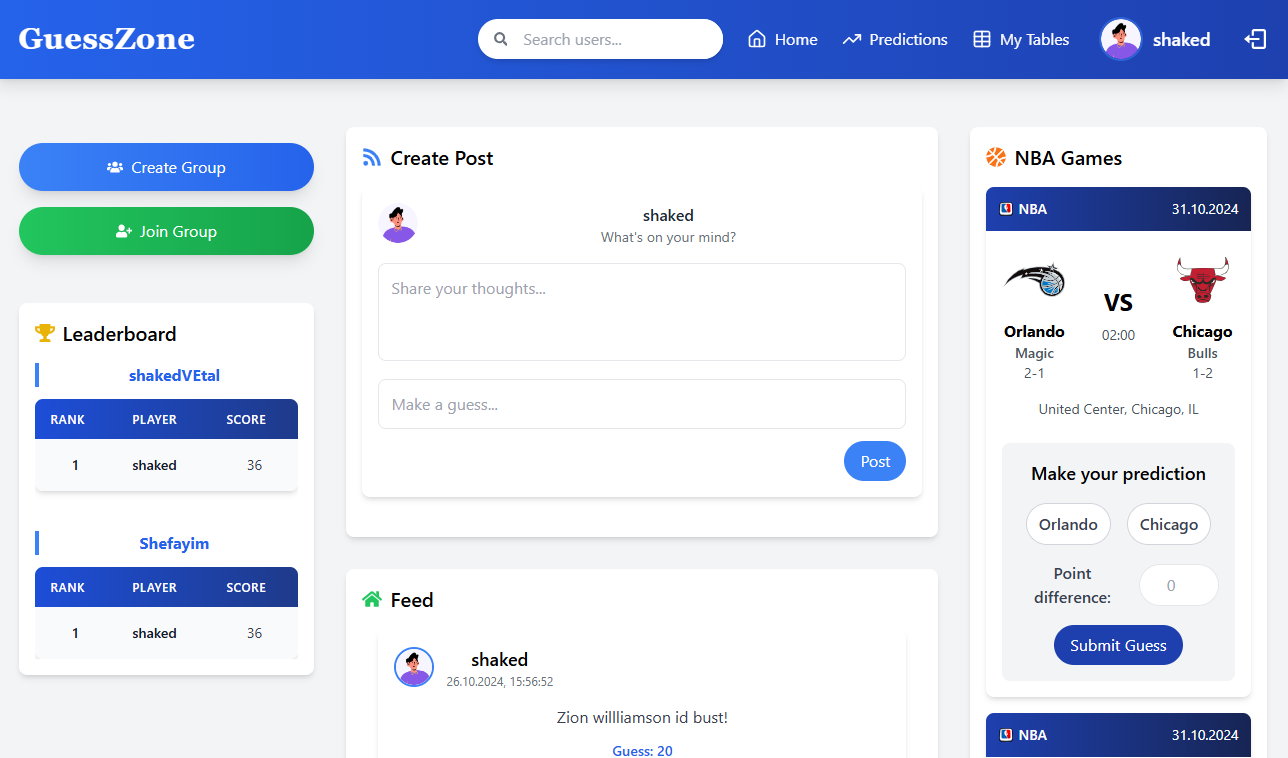 GuessZone
Search users...
Home
Predictions
My Tables
shaked
Create Group
Join Group
Leaderboard
shakedVEtal
RANK PLAYER SCORE
1 shaked 36
Shefayim
RANK PLAYER SCORE
1 shaked 36
Create Post
shaked
What's on your mind?
Share your thoughts...
Make a guess...
Post
Feed
shaked
26.10.2024, 15:56:52
Zion willliamson id bust!
Guess: 20
NBA Games
NBA 31.10.2024
VS
02:00
Orlando
Magic
2-1
Chicago
Bulls
1-2
United Center, Chicago, IL
Make your prediction
Orlando Chicago
Point
difference:
0
Submit Guess
NBA 31.10.2024